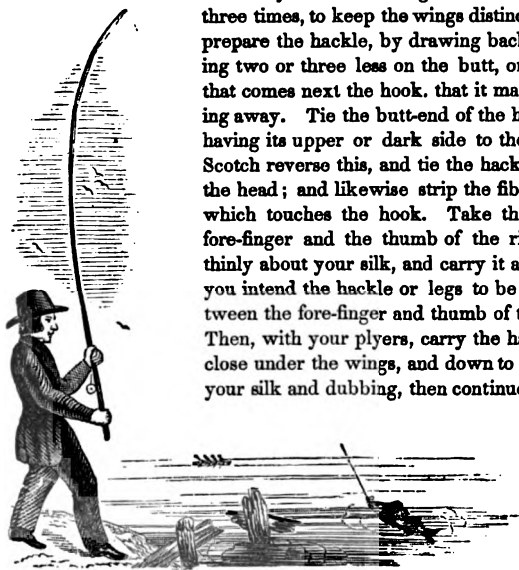 three times, to keep the wings distinc
prepare the hackle, by drawing bac
ing two or three less on the butt, o
that comes next the hook. that it ma
ing away. Tie the butt-end of the h
having its upper or dark side to the
Scotch reverse this, and tie the hack
the head; and likewise strip the fib
which touches the hook. Take th
fore-finger and the thumb of the ri
thinly about your silk, and carry it a
you intend the hackle or legs to be
tween the fore-finger and thumb of t
Then, with your plyers, carry the ha
close under the wings, and down to
your silk and dubbing, then continue